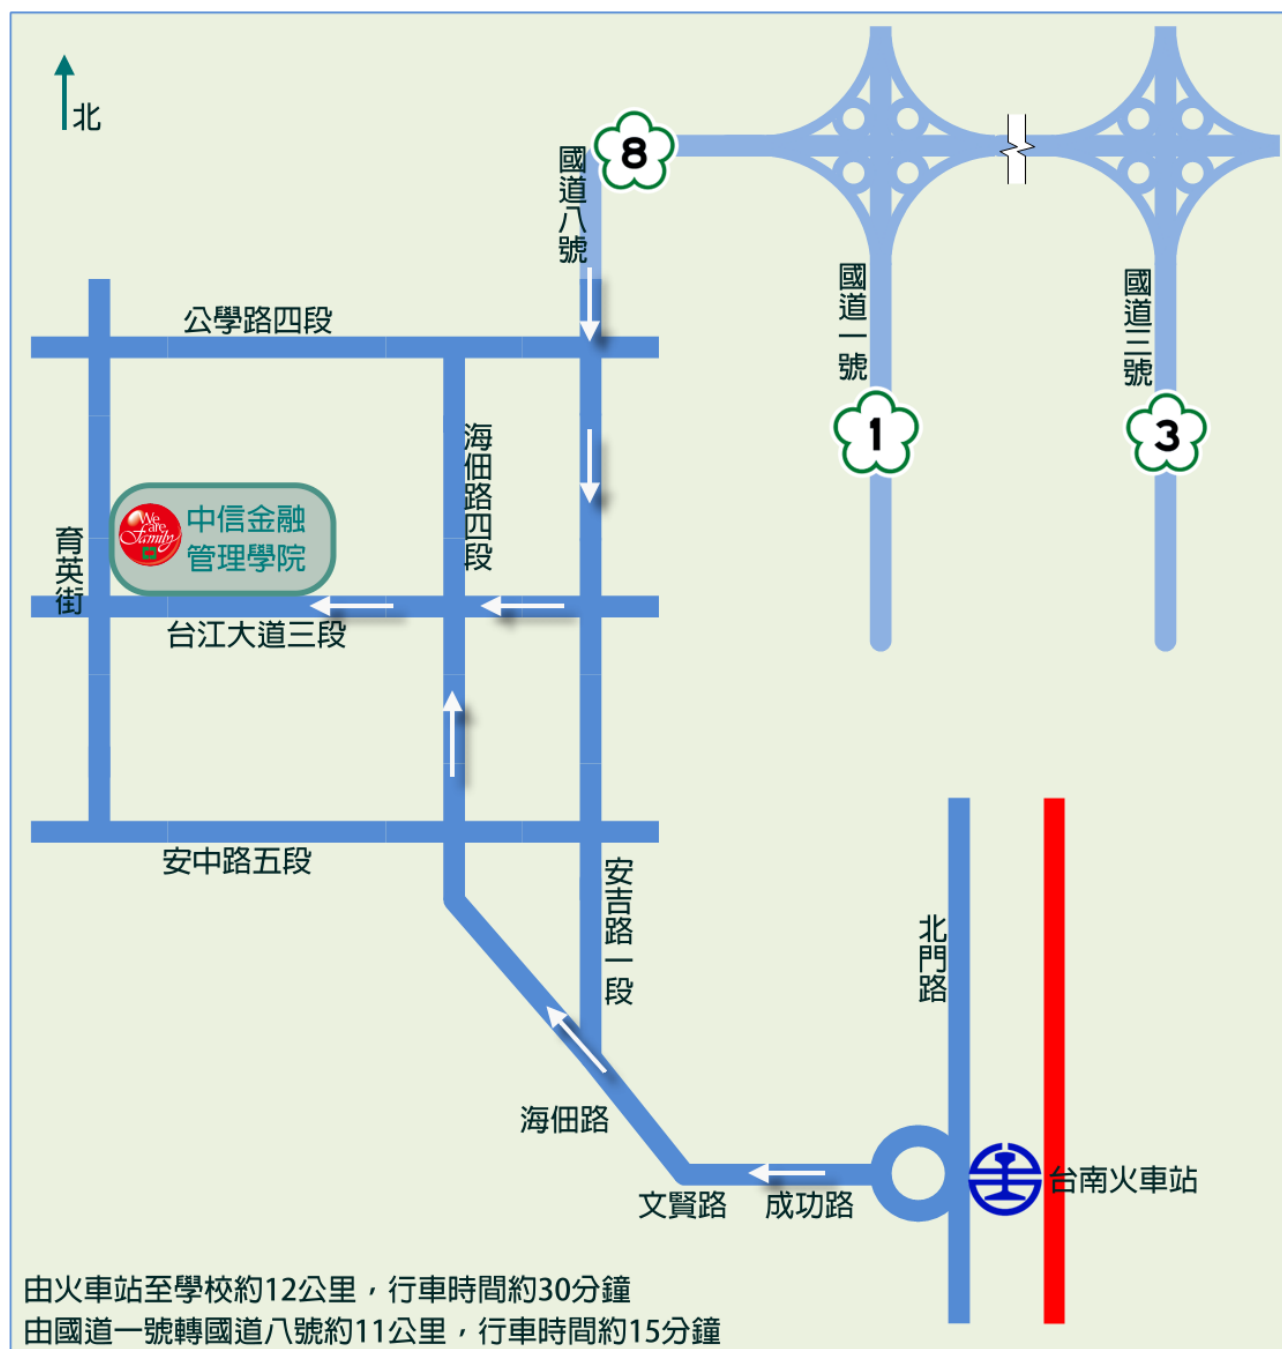 北
國道八號
8
國道一號
國道三號
1
3
公學路四段
海佃路四段
We
are
Family
中信金融
管理學院
育英街
台江大道三段
安中路五段
安吉路一段
北門路
海佃路
文賢路
成功路
台南火車站
由火車站至學校約12公里，行車時間約30分鐘
由國道一號轉國道八號約11公里，行車時間約15分鐘